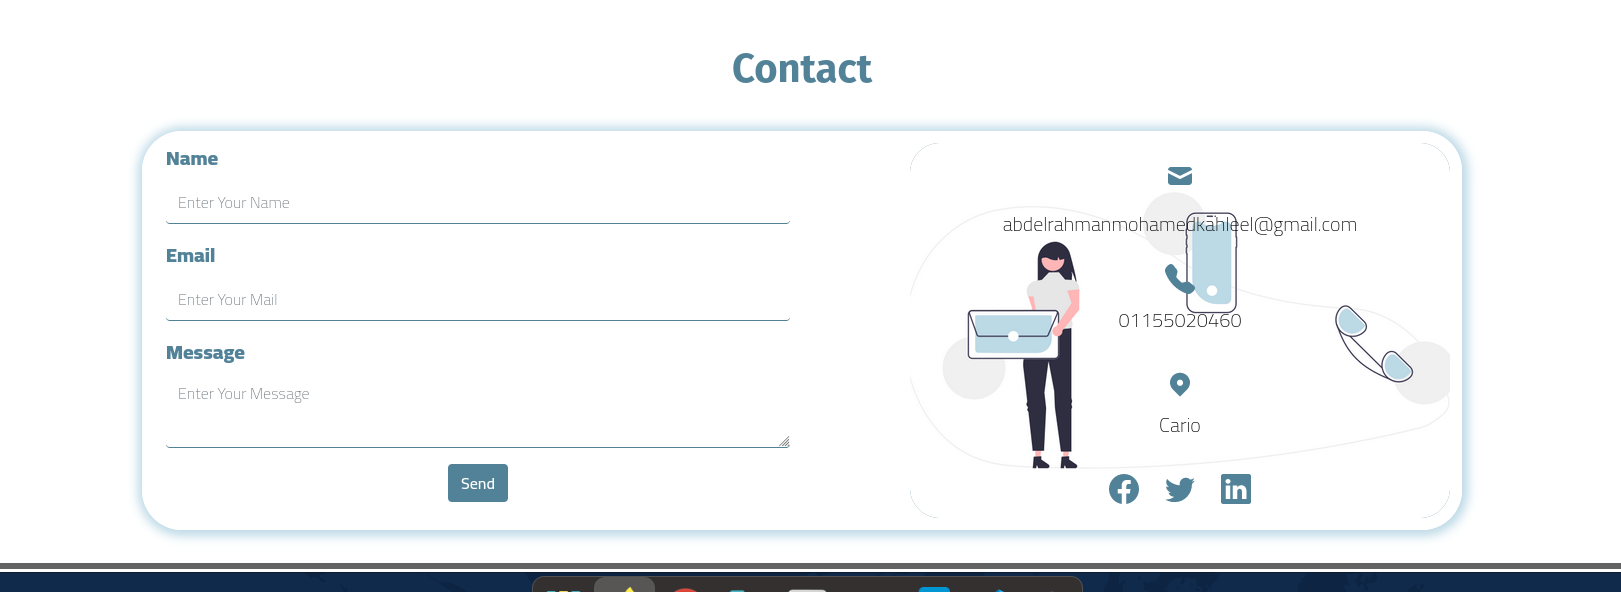 Contact
Name
Enter Your Name
Email
Enter Your Mail
Message
Enter Your Message
Send
abdelrahmanmohamedkahleel@gmail.com
01155020460
Cario